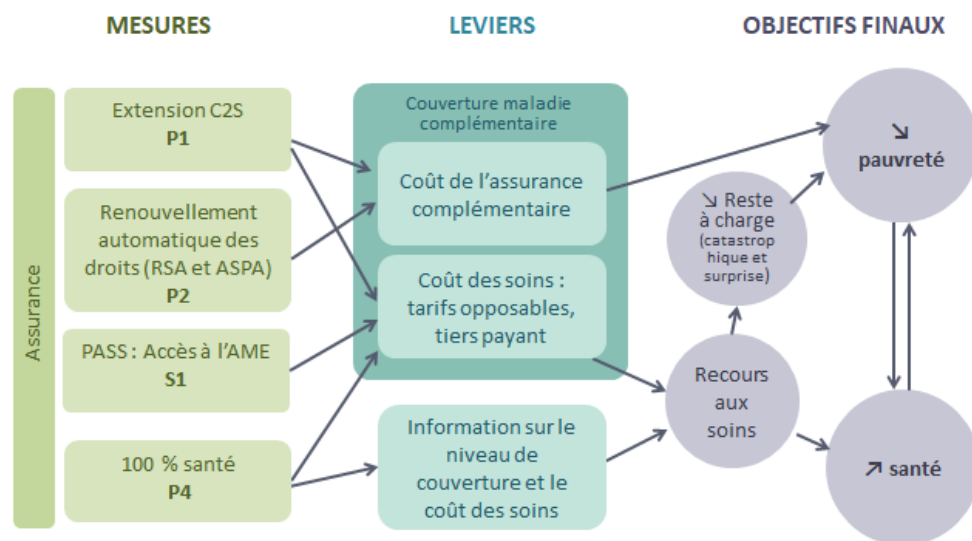 MESURES
LEVIERS
OBJECTIFS FINAUX
Assurance
Extension C2S
P1
Renouvellement
automatique des
droits (RSA et ASPA)
P2
PASS : Accès à l'AME
S1
100 % santé
P4
Couverture maladie
complémentaire
Coût de l'assurance
complémentaire
Coût des soins :
tarifs opposables,
tiers payant
Information sur le
niveau de
couverture et le
coût des soins
↘ Reste
à charge
(catastrop
hique et
surprise)
Recours
aux
soins
↘
pauvreté
↗ santé